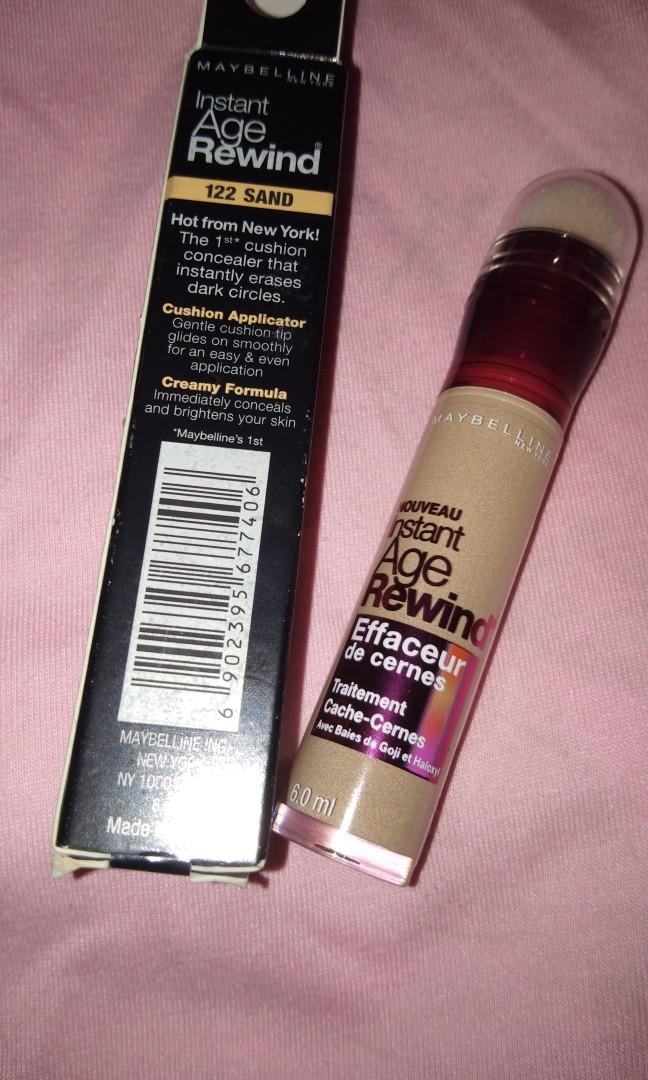 MAYBELLINE
NEW YORK
Instant
Age
Rewind®
122 SAND
Hot from New York!
The 1st* cushion
concealer that
instantly erases
dark circles.
Cushion Applicator
Gentle cushion tip
glides on smoothly
for an easy & even
application
Creamy Formula
Immediately conceals
and brightens your skin
*Maybelline's 1st
6 902395 677406
MAYBELLINE
NEW
NY
Made
MAYBELLINE
NEW YORK
NOUVEAU
Instant
Age
Rewind
Effaceur
de cernes
Traitement
Cache-Cernes
Avec Baies de Goji et Haloxyl
6.0 ml